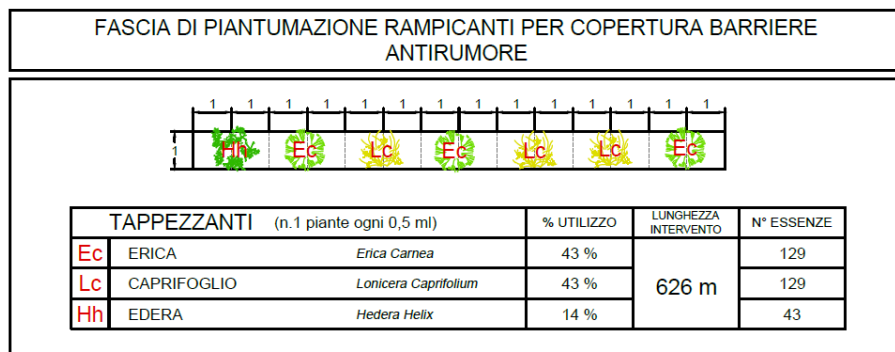 FASCIA DI PIANTUMAZIONE RAMPICANTI PER COPERTURA BARRIERE
ANTIRUMORE
1 1 1 1 1 1 1 1 1 1 1 1 1 1
1 Hh Ec Lc Ec Lc Lc Ec
TAPPEZZANTI (n.1 piante ogni 0,5 ml) % UTILIZZO LUNGHEZZA INTERVENTO N° ESSENZE
Ec ERICA Erica Carnea 43 % 129
Lc CAPRIFOGLIO Lonicera Caprifolium 43 % 626 m 129
Hh EDERA Hedera Helix 14 % 43